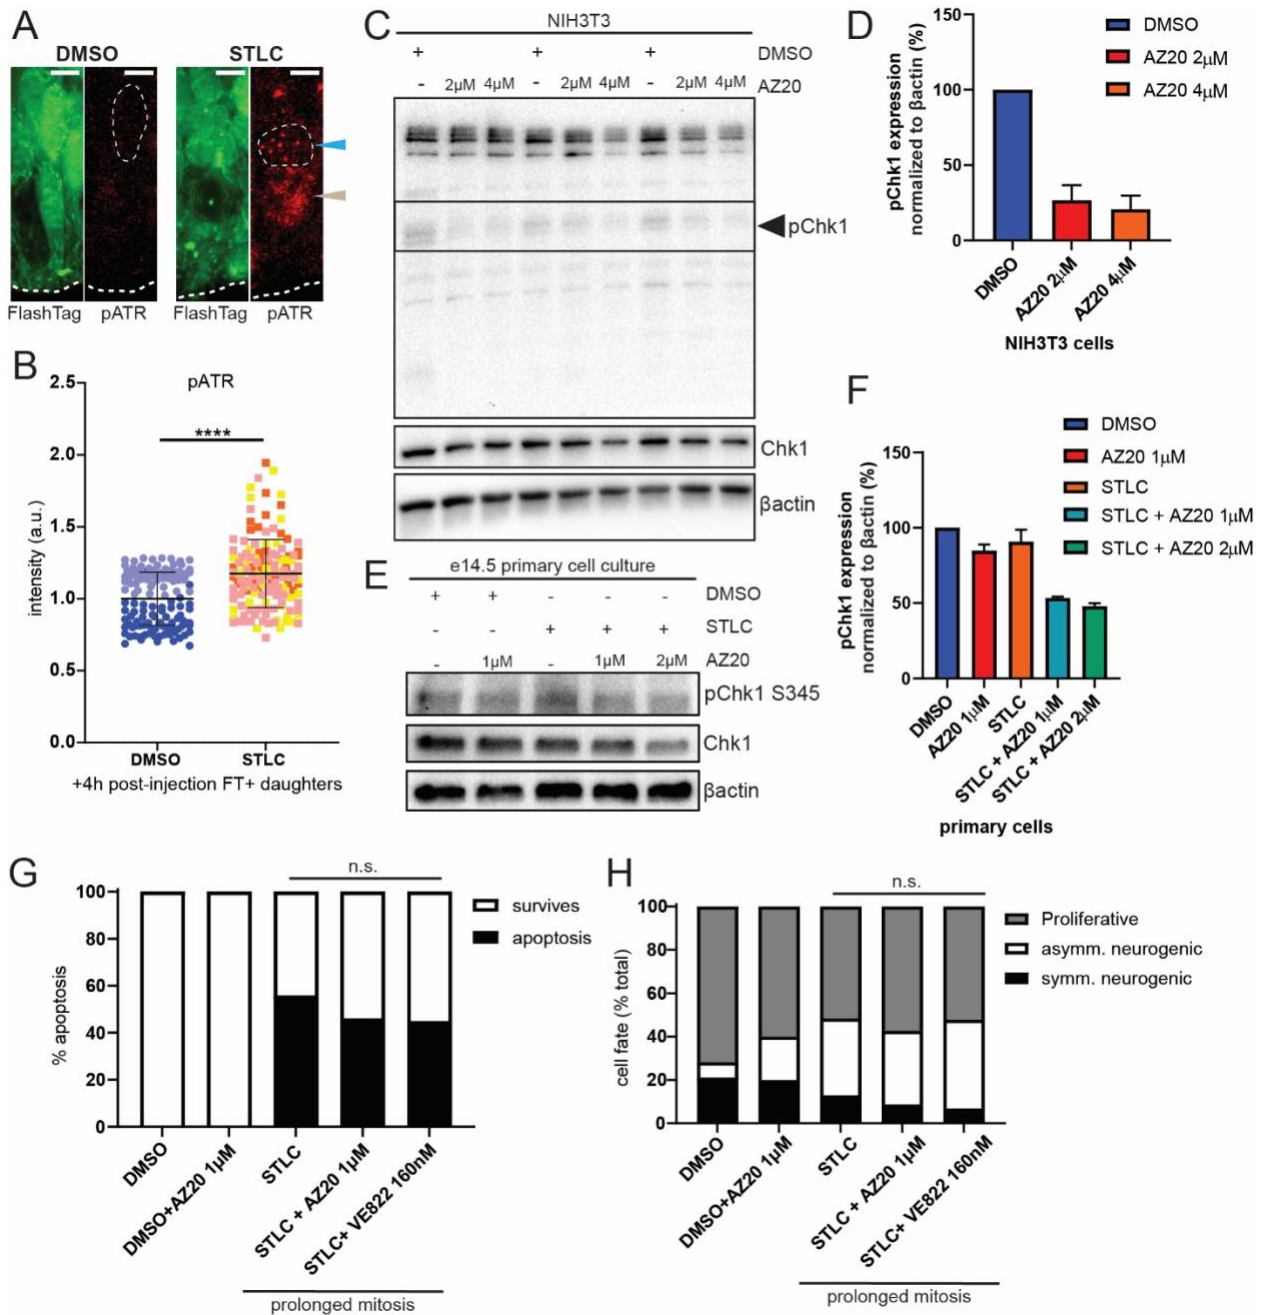 A
DMSO
STLC
FlashTag
pATR
FlashTag
pATR
B
pATR
****
intensity (a.u.)
2.5
2.0
1.5
1.0
0.5
0.0
DMSO
STLC
+4h post-injection FT+ daughters
C
NIH3T3
+ + + DMSO
- 2μM 4μM - 2μM 4μM - 2μM 4μM AZ20
pChk1
Chk1
βactin
D
pChk1 expression
normalized to βactin (%)
150
100
50
0
DMSO
AZ20 2μM
AZ20 4μM
DMSO
AZ20 2μM
AZ20 4μM
NIH3T3 cells
E
e14.5 primary cell culture
+ + - - - DMSO
- - + + + STLC
- 1μM - 1μM 2μM AZ20
pChk1 S345
Chk1
βactin
F
pChk1 expression
normalized to βactin (%)
150
100
50
0
DMSO
AZ20 1μM
STLC
STLC + AZ20 1μM
STLC + AZ20 2μM
DMSO
AZ20 1μM
STLC
STLC + AZ20 1μM
STLC + AZ20 2μM
primary cells
G
n.s.
% apoptosis
100
80
60
40
20
0
survives
apoptosis
DMSO
DMSO+AZ20 1μM
STLC
STLC + AZ20 1μM
STLC+ VE822 160nM
prolonged mitosis
H
n.s.
cell fate (% total)
100
80
60
40
20
0
Proliferative
asymm. neurogenic
symm. neurogenic
DMSO
DMSO+AZ20 1μM
STLC
STLC + AZ20 1μM
STLC+ VE822 160nM
prolonged mitosis